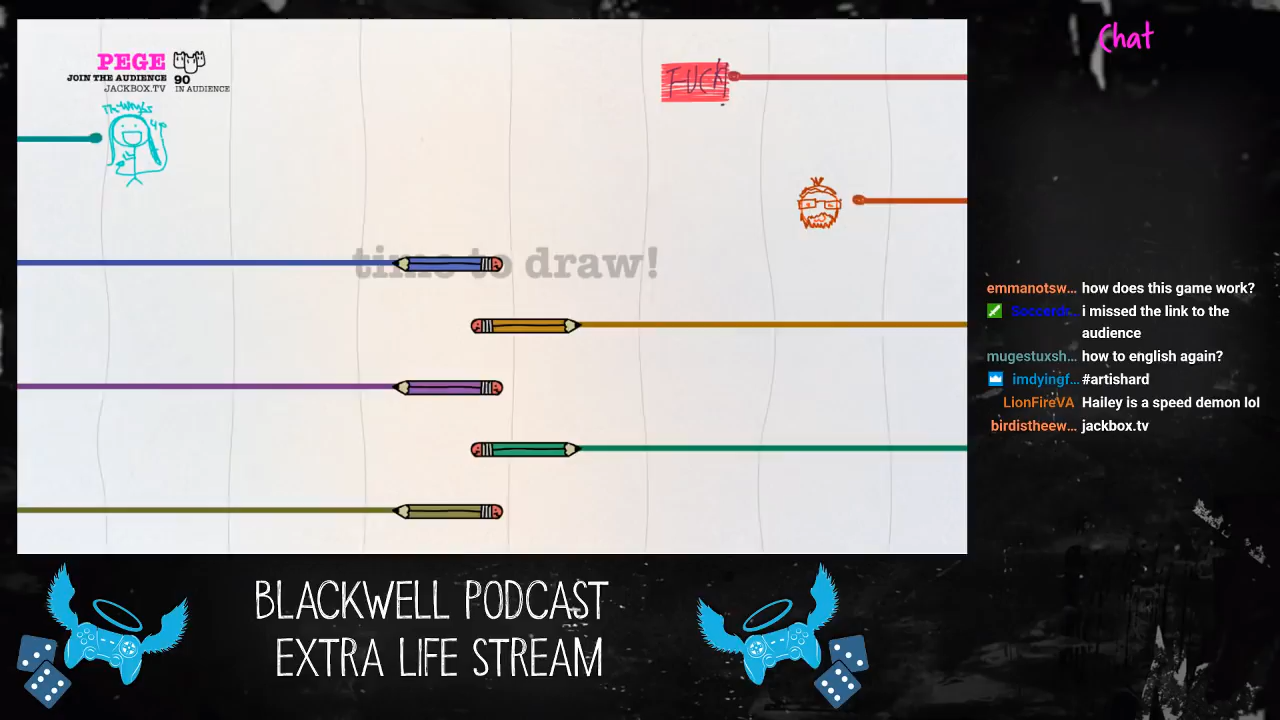 PEGE
JOIN THE AUDIENCE
JACKBOX.TV
90
IN AUDIENCE
Thumbs
up
FUCK
time to draw!
Chat
emmanotsw... how does this game work?
i missed the link to the
audience
mugestuxsh... how to english again?
imdyingf... #artishard
LionFireVA Hailey is a speed demon lol
birdistheew... jackbox.tv
BLACKWELL PODCAST
EXTRA LIFE STREAM